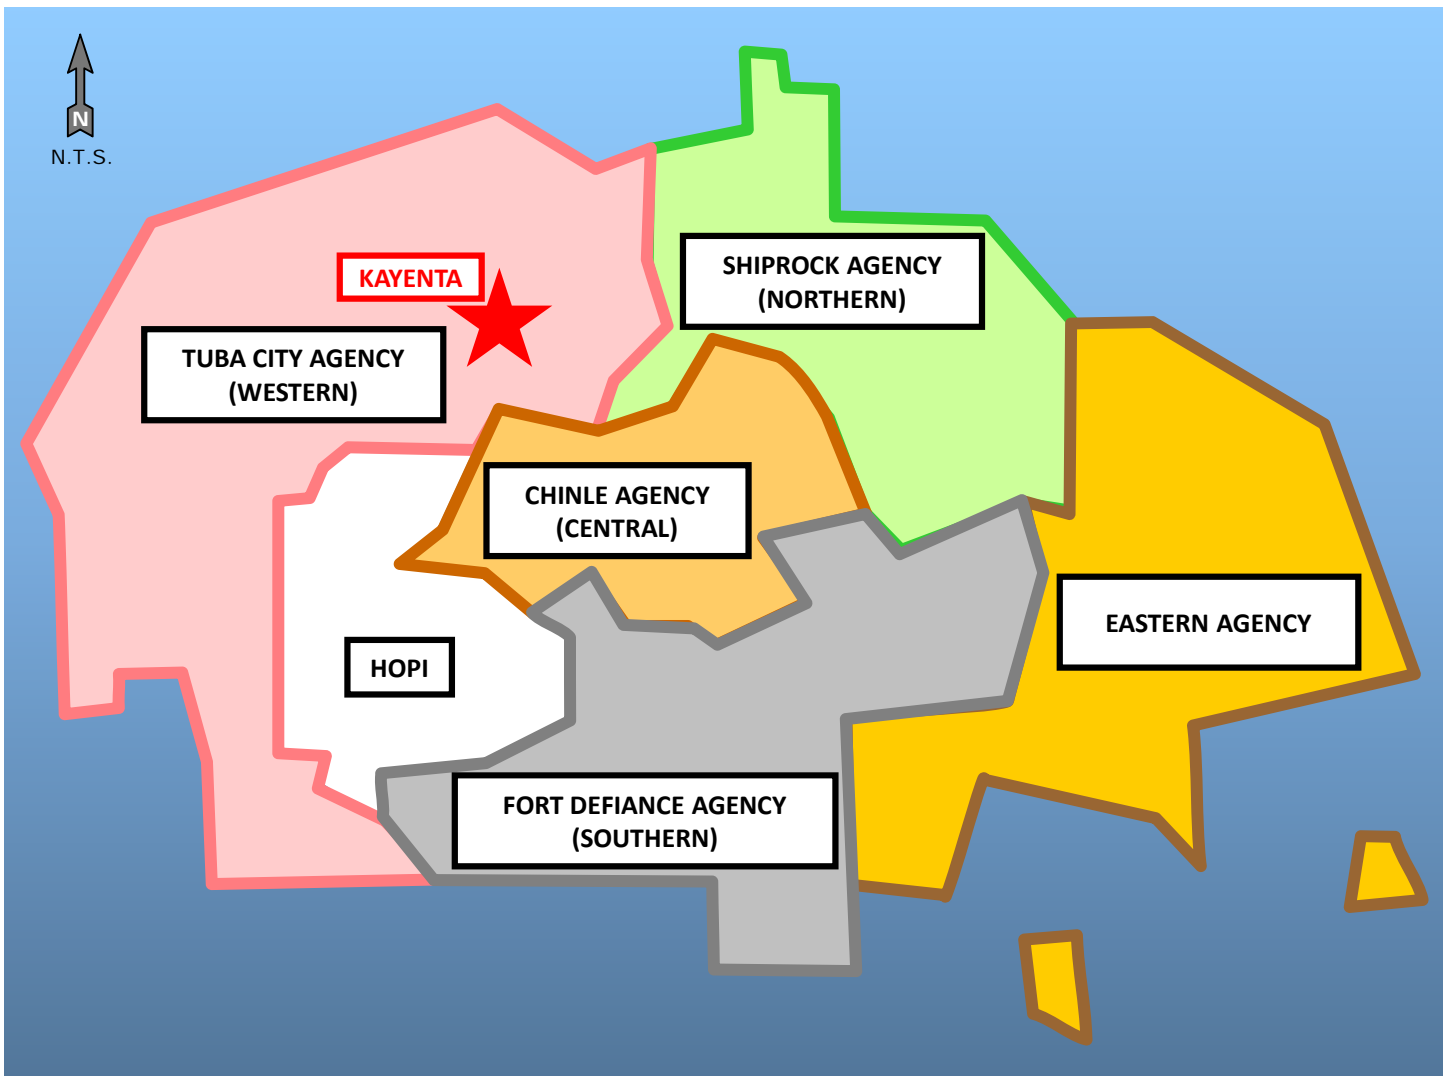 N
N.T.S.
SHIPROCK AGENCY
(NORTHERN)
KAYENTA
TUBA CITY AGENCY
(WESTERN)
CHINLE AGENCY
(CENTRAL)
EASTERN AGENCY
HOPI
FORT DEFIANCE AGENCY
(SOUTHERN)